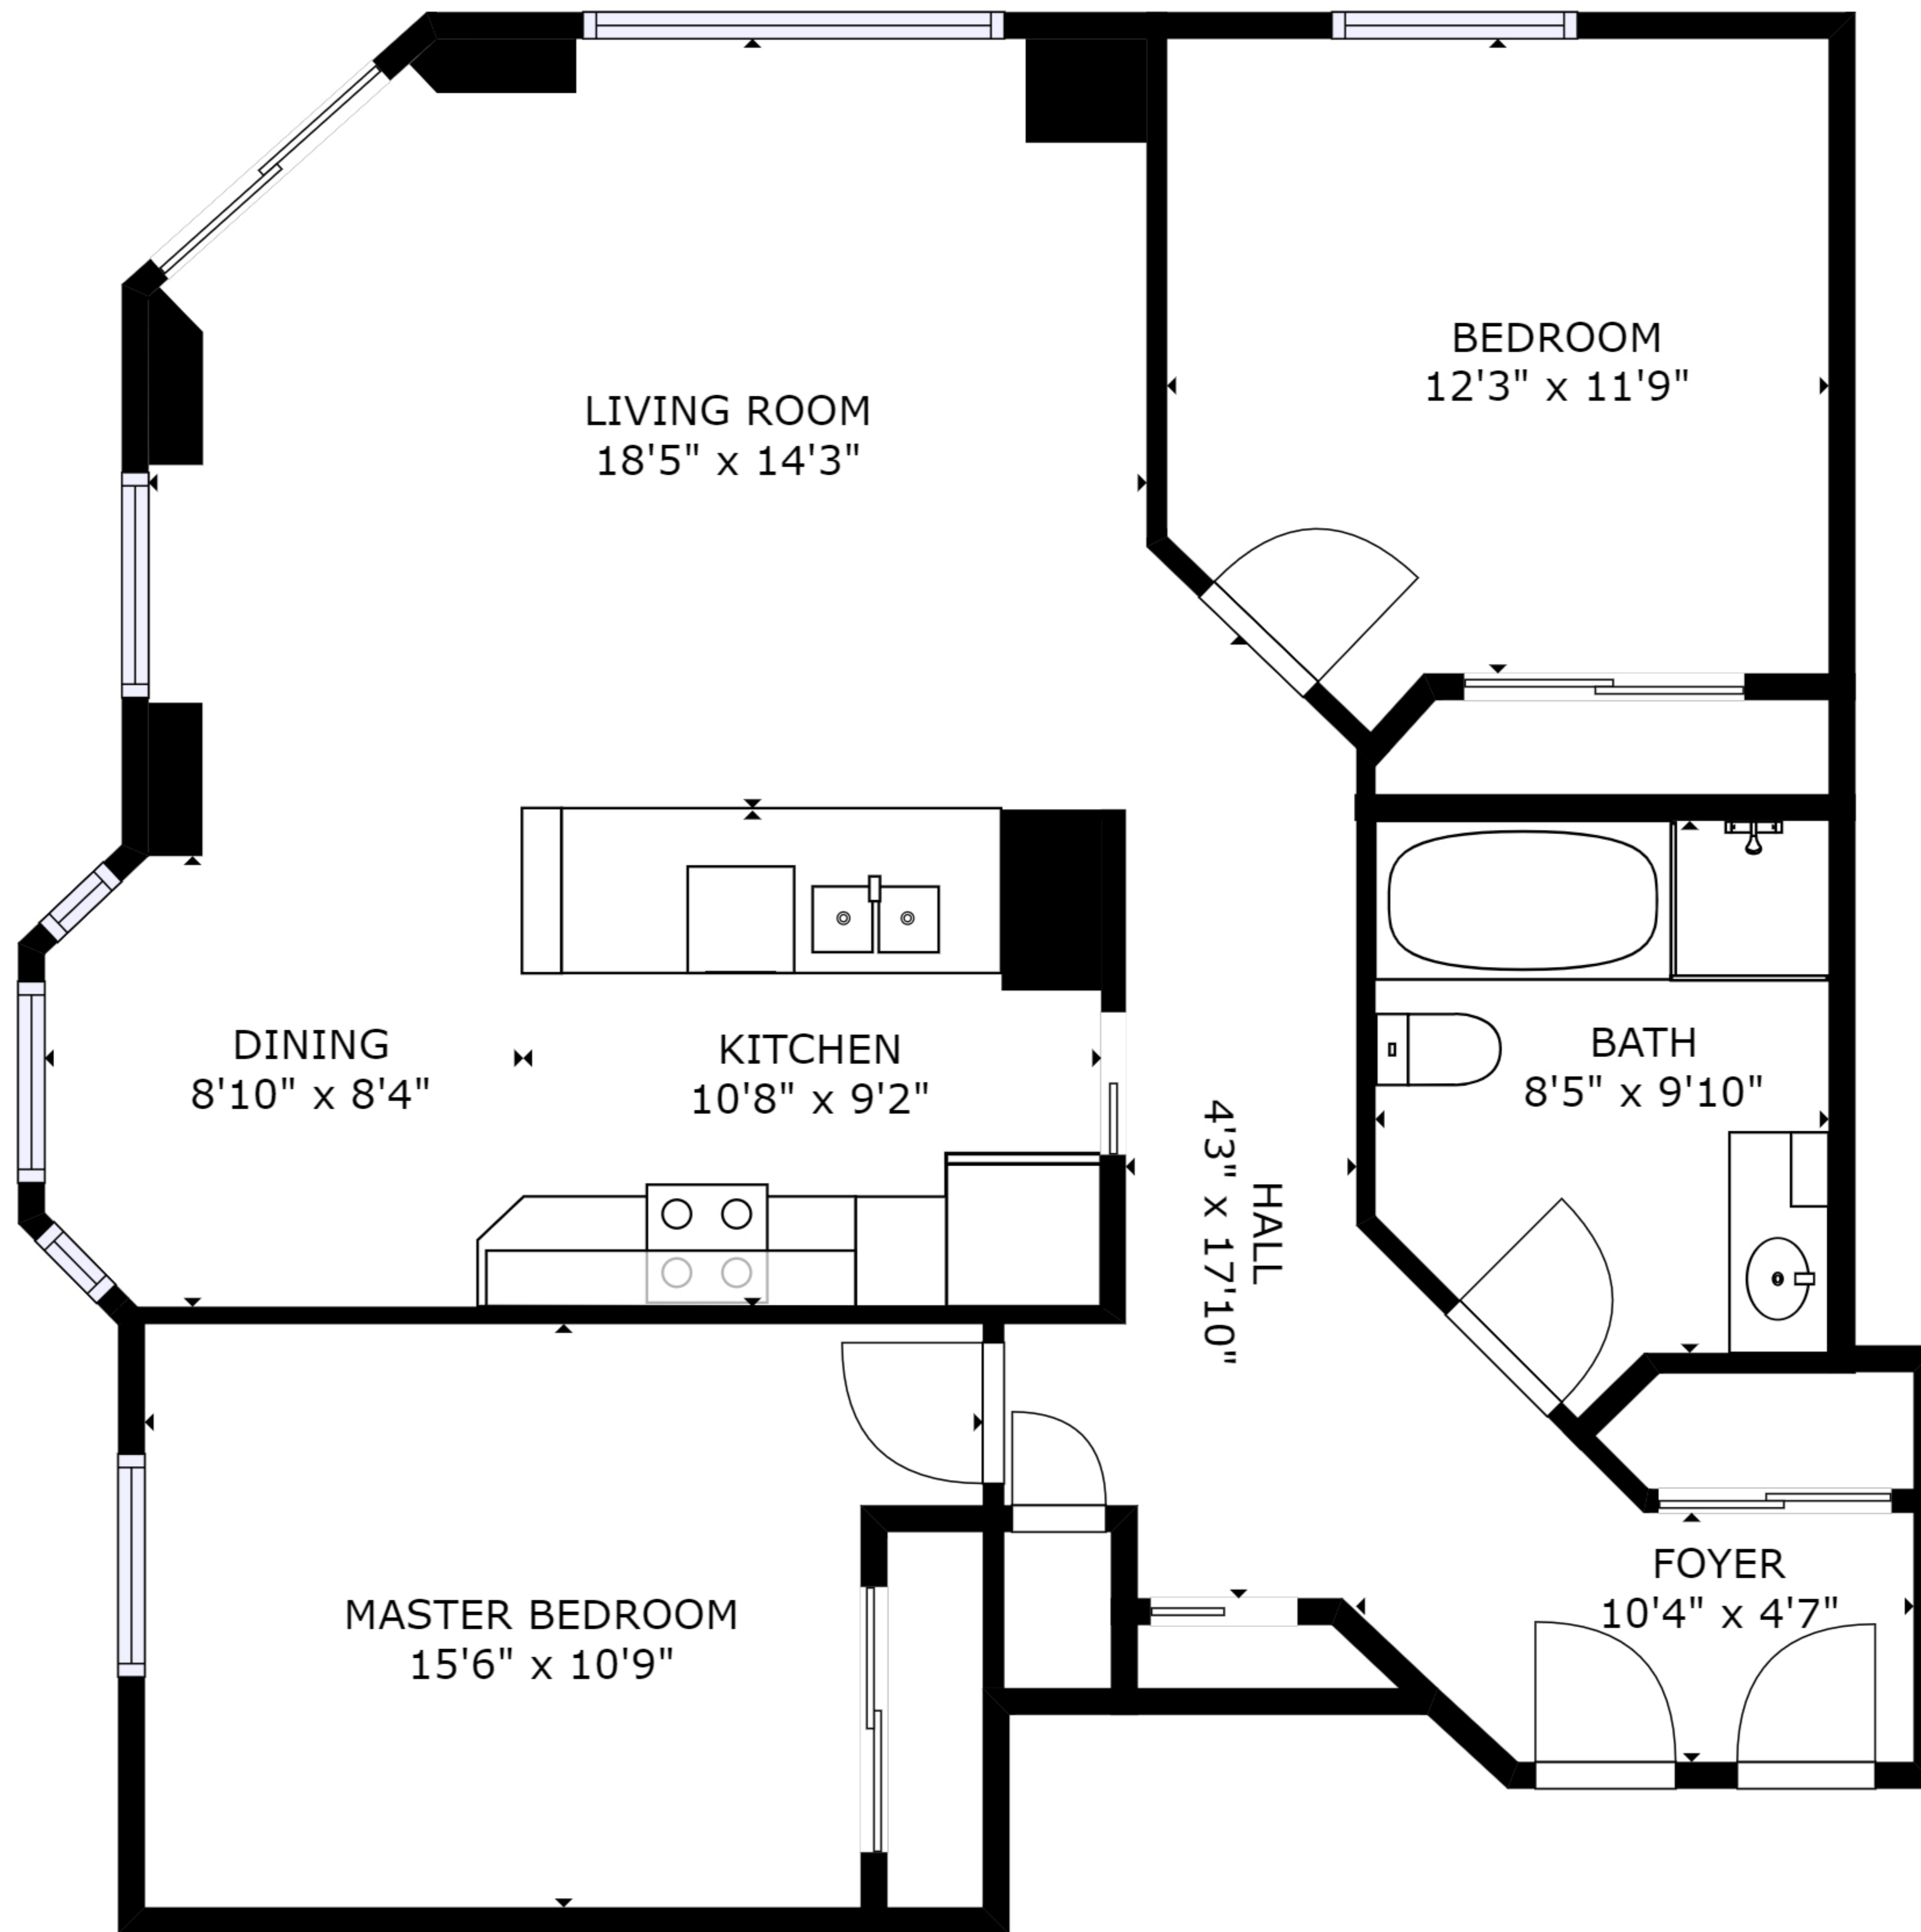 BEDROOM
12'3" x 11'9"
LIVING ROOM
18'5" x 14'3"
DINING
8'10" x 8'4"
KITCHEN
10'8" x 9'2"
BATH
8'5" x 9'10"
HALL
4'3" x 17'10"
FOYER
10'4" x 4'7"
MASTER BEDROOM
15'6" x 10'9"